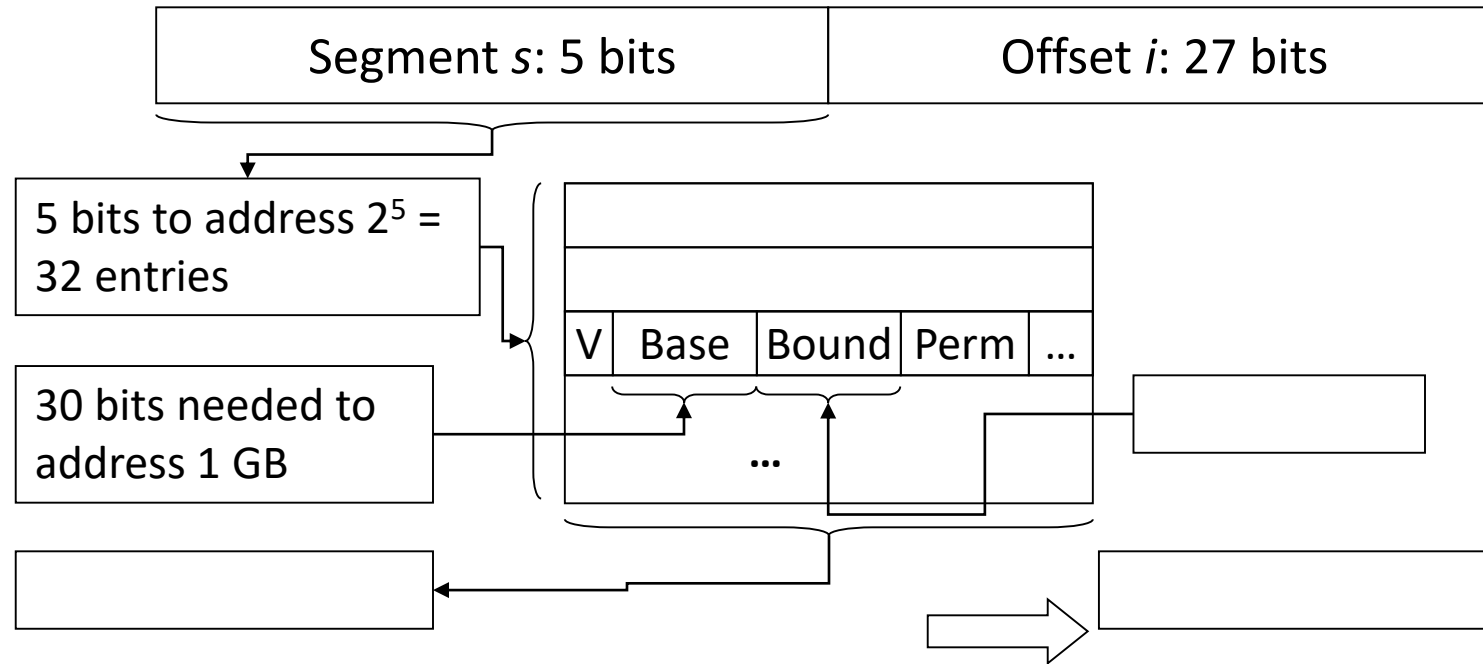 Segment s: 5 bits
Offset i: 27 bits
5 bits to address 2⁵ =
32 entries
V
Base
Bound
Perm
...
30 bits needed to
address 1 GB
...